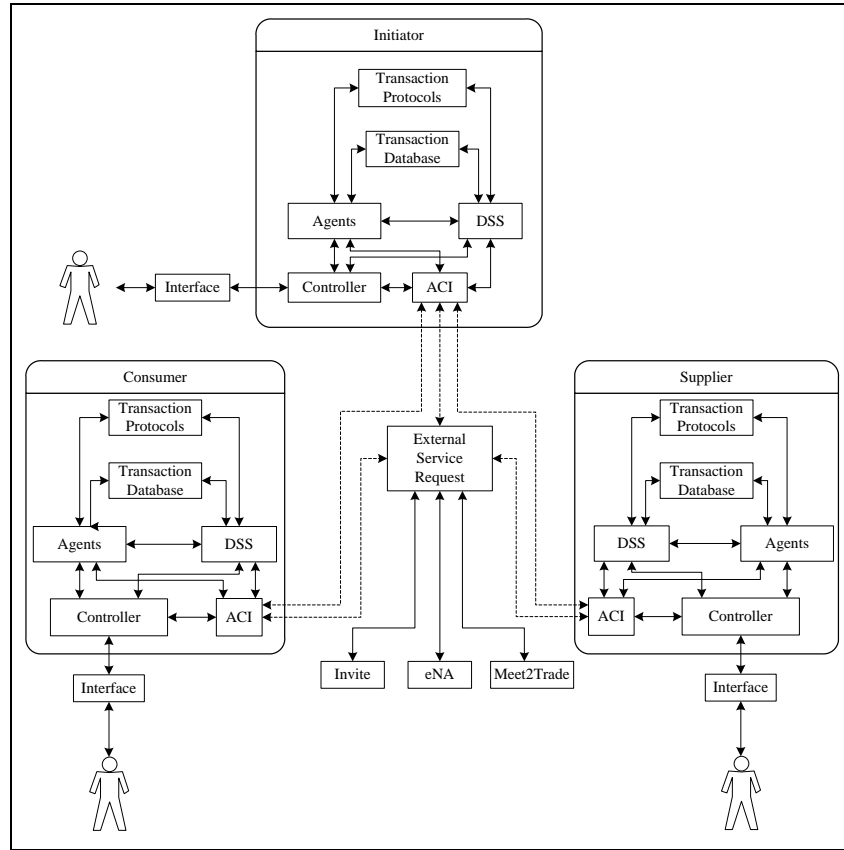 Initiator
Transaction
Protocols
Transaction
Database
Agents
DSS
Interface
Controller
ACI
Consumer
Transaction
Protocols
Transaction
Database
Agents
DSS
Controller
ACI
Interface
External
Service
Request
Invite
eNA
Meet2Trade
Supplier
Transaction
Protocols
Transaction
Database
DSS
Agents
ACI
Controller
Interface